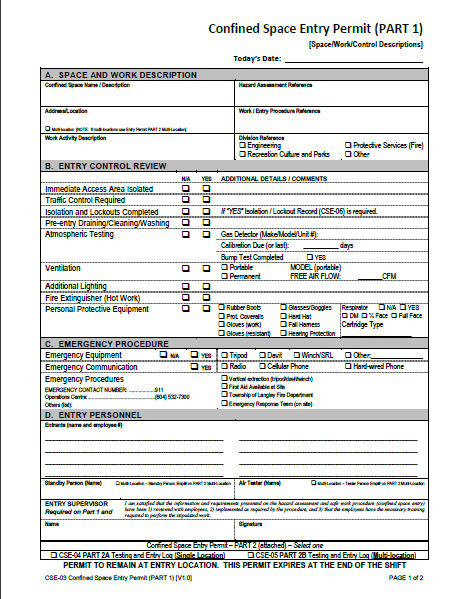 Confined Space Entry Permit (PART 1)
[Space/Work/Control Descriptions]
Today's Date:
A. SPACE AND WORK DESCRIPTION
Confined Space Name / Description Hazard Assessment Reference
Address/Location Work / Entry Procedure Reference
Multi-location (NOTE: If multi-locations use Entry Permit PART 2 Multi-Location)
Work Activity Description Division Reference
Engineering Protective Services (Fire)
Recreation Culture and Parks Other
B. ENTRY CONTROL REVIEW
N/A YES ADDITIONAL DETAILS / COMMENTS
Immediate Access Area Isolated
Traffic Control Required
Isolation and Lockouts Completed If "YES" Isolation / Lockout Record (CSE-06) is required.
Pre-entry Draining/Cleaning/Washing
Atmospheric Testing Gas Detector (Make/Model/Unit #):
Calibration Due (or last): days
Bump Test Completed YES
Ventilation Portable MODEL (portable)
Permanent FREE AIR FLOW: CFM
Additional Lighting
Fire Extinguisher (Hot Work)
Personal Protective Equipment Rubber Boots Glasses/Goggles Respirator N/A YES
Prot. Coveralls Hard Hat DM ½ Face Full Face
Gloves (work) Fall Harness Cartridge Type
Gloves (resistant) Hearing Protection
C. EMERGENCY PROCEDURE
Emergency Equipment N/A YES Tripod Davit Winch/SRL Other:
Emergency Communication YES Radio Cellular Phone Hard-wired Phone
Emergency Procedures Vertical extraction (tripod/davit/winch)
EMERGENCY CONTACT NUMBER: 911 First Aid Available at Site
Operations Centre: (604) 532-7300 Township of Langley Fire Department
Others (list): Emergency Response Team (on site)
D. ENTRY PERSONNEL
Entrants (name and employee #)
Standby Person (Name) Multi-Location – Standby Person Emp# on PART 2 Multi-Location Air Tester (Name) Multi-Location – Tester Person Emp# on PART 2 Multi-Location
ENTRY SUPERVISOR I am satisfied that the information and requirements presented on the hazard assessment and safe work procedure (confined space entry)
Required on Part 1 and have been 1) reviewed with employees, 2) implemented as required by the procedure, and 3) that the employees have the necessary training
required to perform the stipulated work.
Name Signature
Confined Space Entry Permit – PART 2 (attached) – Select one
CSE-04 PART 2A Testing and Entry Log (Single Location) CSE-05 PART 2B Testing and Entry Log (Multi-location)
PERMIT TO REMAIN AT ENTRY LOCATION. THIS PERMIT EXPIRES AT THE END OF THE SHIFT
CSE-03 Confined Space Entry Permit (PART 1) [V1.0] PAGE 1 of 2